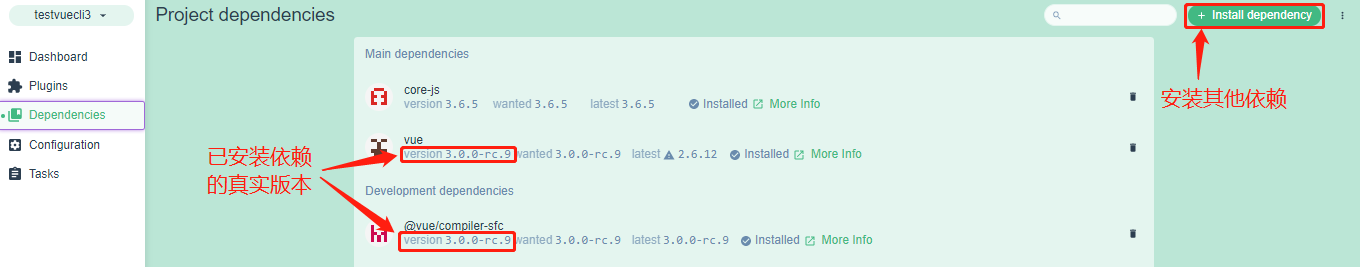 testvuecli3
Project dependencies
Install dependency
Dashboard
Plugins
Dependencies
Configuration
Tasks
Main dependencies
core-js
version 3.6.5 wanted 3.6.5 latest 3.6.5 Installed More Info
安装其他依赖
vue
version 3.0.0-rc.9 wanted 3.0.0-rc.9 latest 2.6.12 Installed More Info
已安装依赖
的真实版本
Development dependencies
@vue/compiler-sfc
version 3.0.0-rc.9 wanted 3.0.0-rc.9 latest 3.0.0-rc.9 Installed More Info